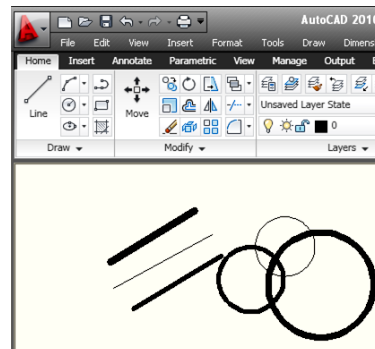 AutoCAD 2010
File Edit View Insert Format Tools Draw Dimens
Home Insert Annotate Parametric View Manage Output
Line
Move
Unsaved Layer State
0
Draw Modify Layers